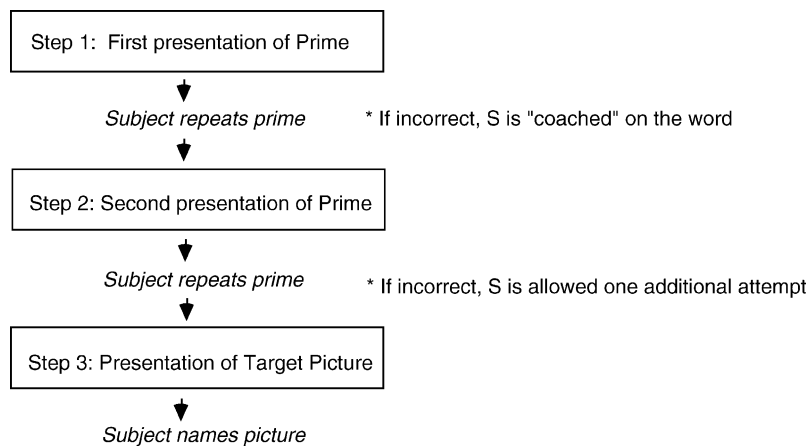 Step 1:  First presentation of Prime
Subject repeats prime
* If incorrect, S is "coached" on the word
Step 2: Second presentation of Prime
Subject repeats prime
* If incorrect, S is allowed one additional attempt
Step 3: Presentation of Target Picture
Subject names picture